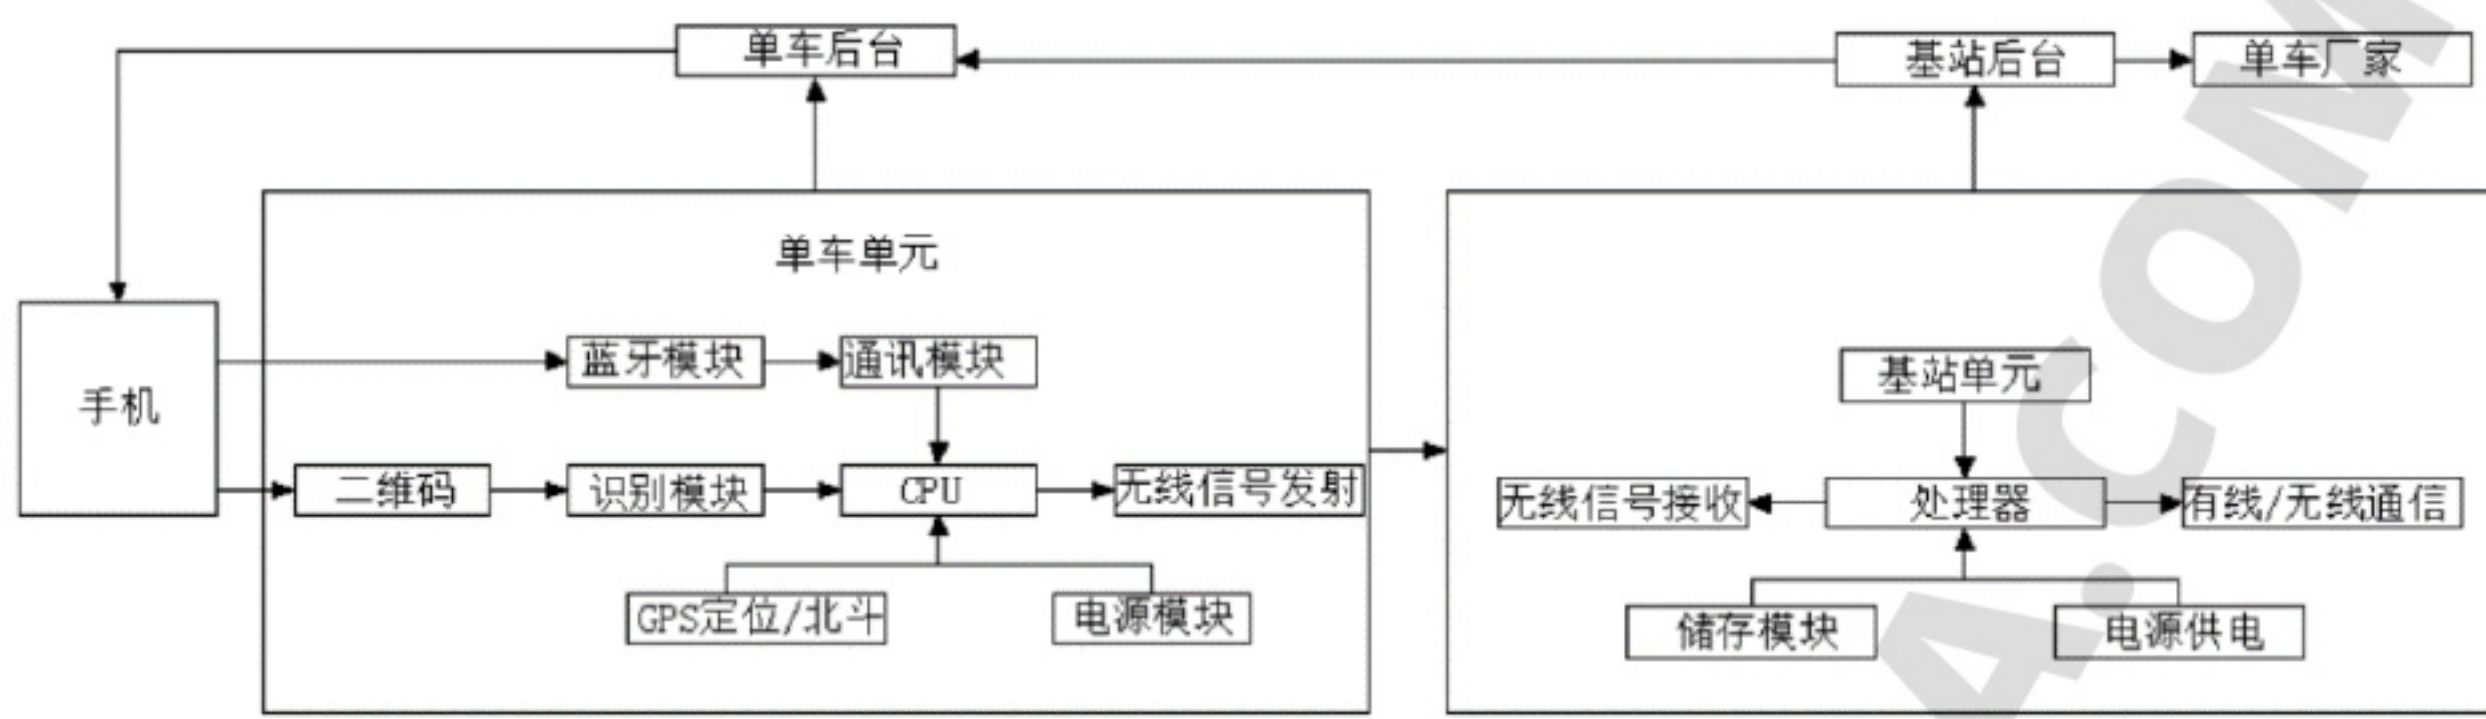 单车后台
基站后台
单车厂家
单车单元
手机
蓝牙模块
通讯模块
二维码
识别模块
CPU
无线信号发射
GPS定位/北斗
电源模块
基站单元
无线信号接收
处理器
有线/无线通信
储存模块
电源供电
A.COM